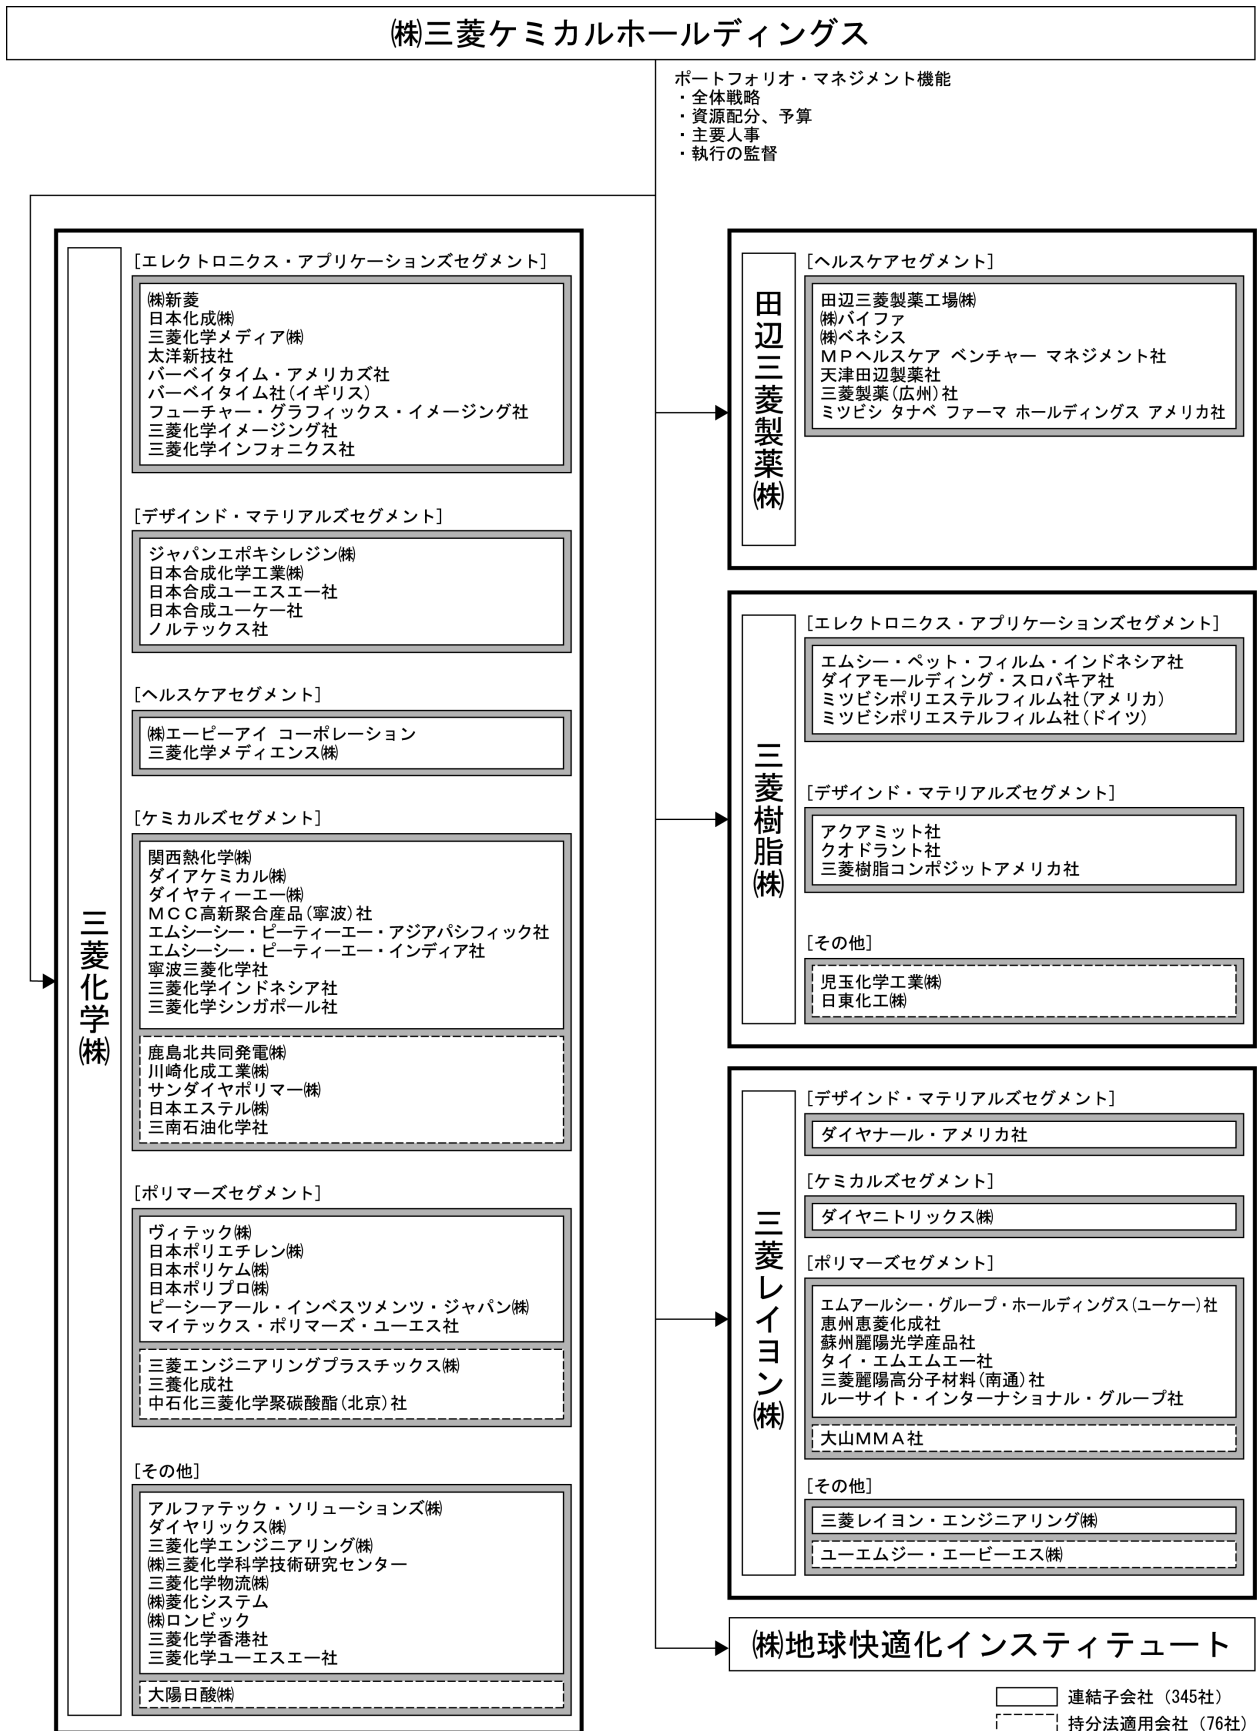 ㈱三菱ケミカルホールディングス
ポートフォリオ・マネジメント機能
・全体戦略
・資源配分、予算
・主要人事
・執行の監督
三菱化学㈱
[エレクトロニクス・アプリケーションズセグメント]
㈱新菱
日本化成㈱
三菱化学メディア㈱
太洋新技社
バーベイタイム・アメリカズ社
バーベイタイム社(イギリス)
フューチャー・グラフィックス・イメージング社
三菱化学イメージング社
三菱化学インフォニクス社
[デザインド・マテリアルズセグメント]
ジャパンエポキシレジン㈱
日本合成化学工業㈱
日本合成ユーエスエー社
日本合成ユーケー社
ノルテックス社
[ヘルスケアセグメント]
㈱エーピーアイ コーポレーション
三菱化学メディエンス㈱
[ケミカルズセグメント]
関西熱化学㈱
ダイアケミカル㈱
ダイヤティーエー㈱
ＭＣＣ高新聚合産品(寧波)社
エムシーシー・ピーティーエー・アジアパシフィック社
エムシーシー・ピーティーエー・インディア社
寧波三菱化学社
三菱化学インドネシア社
三菱化学シンガポール社
鹿島北共同発電㈱
川崎化成工業㈱
サンダイヤポリマー㈱
日本エステル㈱
三南石油化学社
[ポリマーズセグメント]
ヴィテック㈱
日本ポリエチレン㈱
日本ポリケム㈱
日本ポリプロ㈱
ピーシーアール・インベスツメンツ・ジャパン㈱
マイテックス・ポリマーズ・ユーエス社
三菱エンジニアリングプラスチックス㈱
三養化成社
中石化三菱化学聚碳酸酯(北京)社
[その他]
アルファテック・ソリューションズ㈱
ダイヤリックス㈱
三菱化学エンジニアリング㈱
㈱三菱化学科学技術研究センター
三菱化学物流㈱
㈱菱化システム
㈱ロンビック
三菱化学香港社
三菱化学ユーエスエー社
大陽日酸㈱
田辺三菱製薬㈱
[ヘルスケアセグメント]
田辺三菱製薬工場㈱
㈱バイファ
㈱ベネシス
ＭＰヘルスケア ベンチャー マネジメント社
天津田辺製薬社
三菱製薬(広州)社
ミツビシ タナベ ファーマ ホールディングス アメリカ社
三菱樹脂㈱
[エレクトロニクス・アプリケーションズセグメント]
エムシー・ペット・フィルム・インドネシア社
ダイアモールディング・スロバキア社
ミツビシポリエステルフィルム社(アメリカ)
ミツビシポリエステルフィルム社(ドイツ)
[デザインド・マテリアルズセグメント]
アクアミット社
クオドラント社
三菱樹脂コンポジットアメリカ社
[その他]
児玉化学工業㈱
日東化工㈱
三菱レイヨン㈱
[デザインド・マテリアルズセグメント]
ダイヤナール・アメリカ社
[ケミカルズセグメント]
ダイヤニトリックス㈱
[ポリマーズセグメント]
エムアールシー・グループ・ホールディングス(ユーケー)社
恵州恵菱化成社
蘇州麗陽光学産品社
タイ・エムエムエー社
三菱麗陽高分子材料(南通)社
ルーサイト・インターナショナル・グループ社
大山ＭＭＡ社
[その他]
三菱レイヨン・エンジニアリング㈱
ユーエムジー・エービーエス㈱
㈱地球快適化インスティテュート
連結子会社 (345社)
持分法適用会社 (76社)